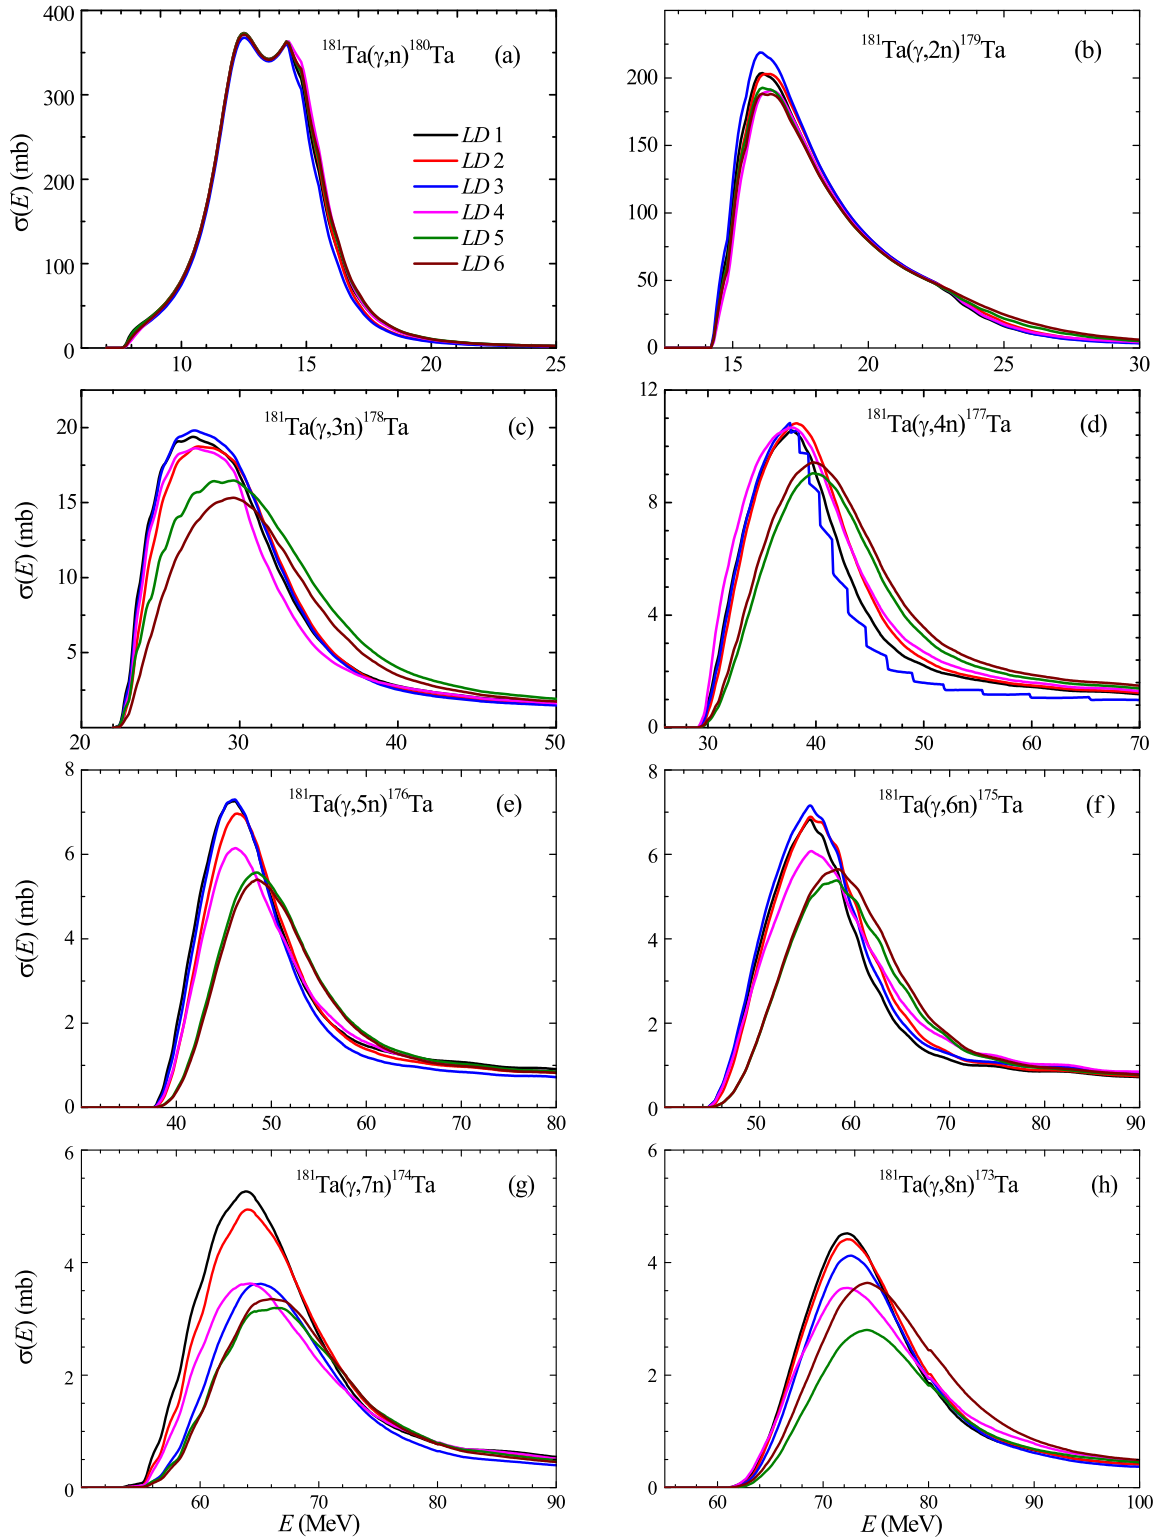 181Ta(γ,n)180Ta (a)
LD 1
LD 2
LD 3
LD 4
LD 5
LD 6
σ(E) (mb)
400
300
200
100
0
10 15 20 25
181Ta(γ,2n)179Ta (b)
200
150
100
50
0
15 20 25 30
181Ta(γ,3n)178Ta (c)
σ(E) (mb)
20
15
10
5
20 30 40 50
181Ta(γ,4n)177Ta (d)
12
8
4
0
30 40 50 60 70
181Ta(γ,5n)176Ta (e)
σ(E) (mb)
8
6
4
2
0
40 50 60 70 80
181Ta(γ,6n)175Ta (f )
8
6
4
2
0
50 60 70 80 90
181Ta(γ,7n)174Ta (g)
σ(E) (mb)
6
4
2
0
60 70 80 90
E (MeV)
181Ta(γ,8n)173Ta (h)
6
4
2
0
60 70 80 90 100
E (MeV)